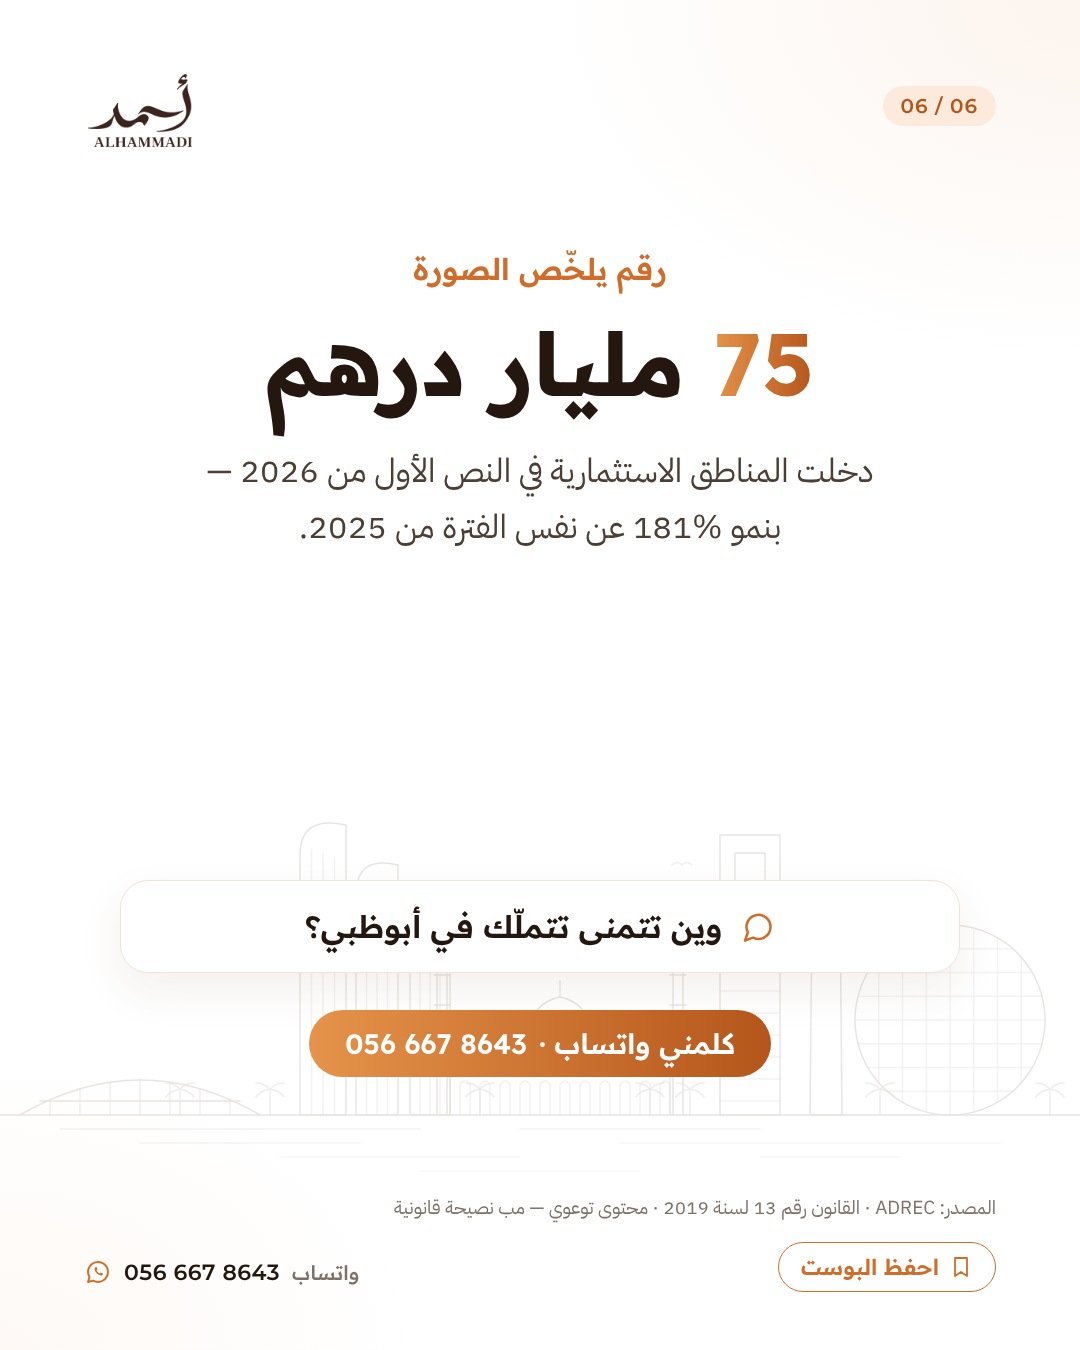 أحمد
ALHAMMADI
06 / 06
رقم يلخّص الصورة
75 مليار درهم
دخلت المناطق الاستثمارية في النص الأول من 2026 —
بنمو 181% عن نفس الفترة من 2025.
وين تتمنى تتملّك في أبوظبي؟
كلمني واتساب · 056 667 8643
المصدر: ADREC · القانون رقم 13 لسنة 2019 · محتوى توعوي — مب نصيحة قانونية
احفظ البوست
واتساب 056 667 8643